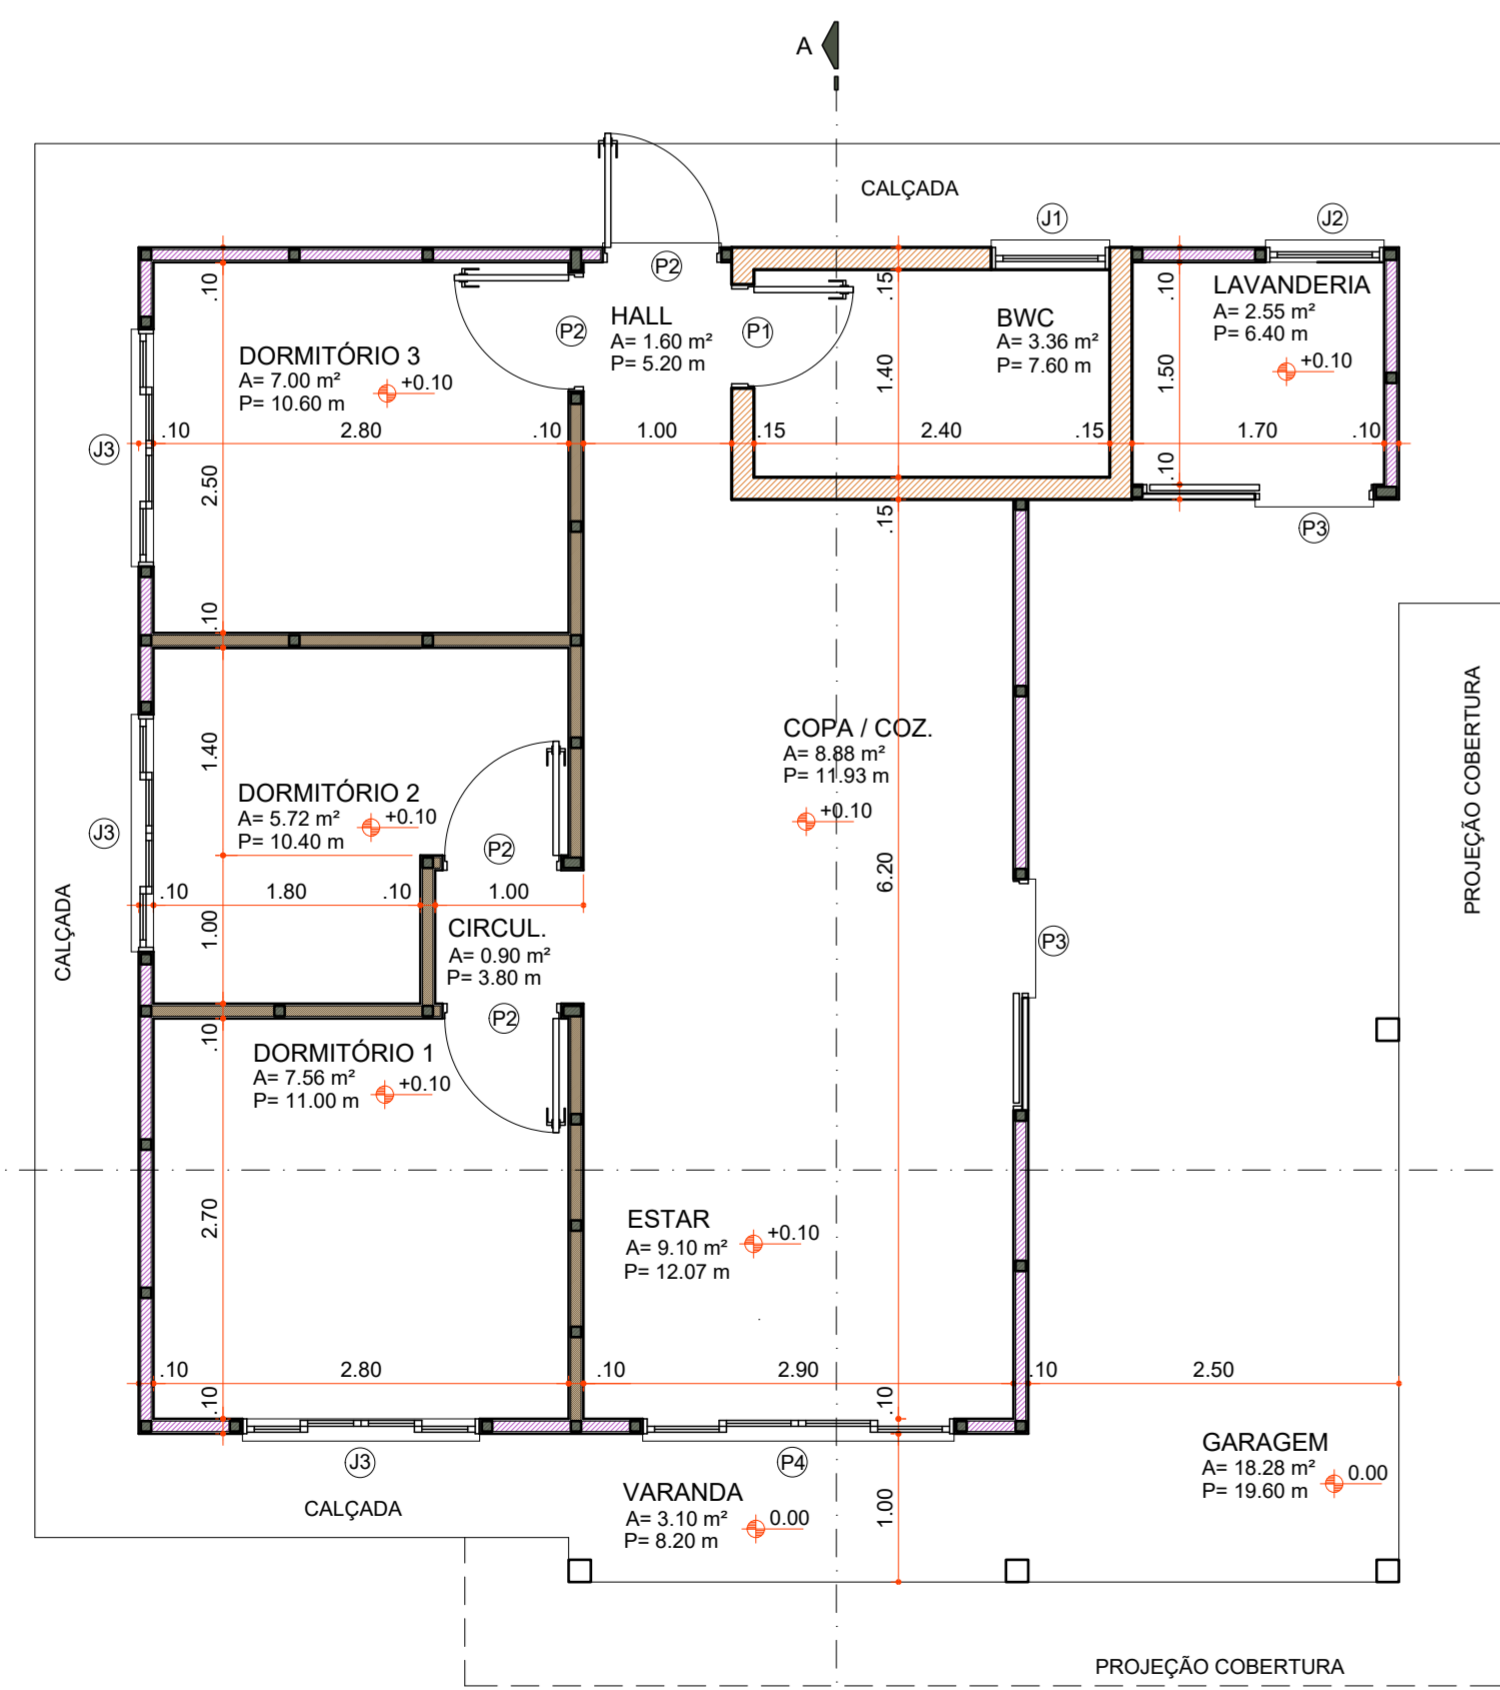 A
CALÇADA
J1
J2
P2
.10
.15
.10
LAVANDERIA
A= 2.55 m²
P= 6.40 m
+0.10
HALL
A= 1.60 m²
P= 5.20 m
P2
P1
BWC
A= 3.36 m²
P= 7.60 m
DORMITÓRIO 3
A= 7.00 m²
P= 10.60 m
+0.10
1.40
1.50
J3
.10
2.80
.10
1.00
.15
2.40
.15
1.70
.10
2.50
.10
.15
P3
.10
PROJEÇÃO COBERTURA
COPA / COZ.
A= 8.88 m²
P= 11.93 m
+0.10
1.40
DORMITÓRIO 2
A= 5.72 m²
P= 10.40 m
+0.10
J3
P2
6.20
.10
1.80
.10
1.00
CALÇADA
1.00
CIRCUL.
A= 0.90 m²
P= 3.80 m
P3
P2
.10
DORMITÓRIO 1
A= 7.56 m²
P= 11.00 m
+0.10
2.70
ESTAR
A= 9.10 m²
P= 12.07 m
+0.10
.10
2.80
.10
2.90
.10
2.50
.10
.10
J3
P4
CALÇADA
VARANDA
A= 3.10 m²
P= 8.20 m
0.00
1.00
GARAGEM
A= 18.28 m²
P= 19.60 m
0.00
PROJEÇÃO COBERTURA